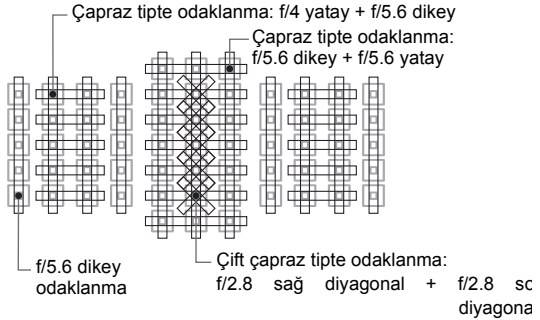 Çapraz tipte odaklanma: f/4 yatay + f/5.6 dikey
Çapraz tipte odaklanma:
f/5.6 dikey + f/5.6 yatay
f/5.6 dikey
odaklanma
Çift çapraz tipte odaklanma:
f/2.8 sağ diyagonal + f/2.8